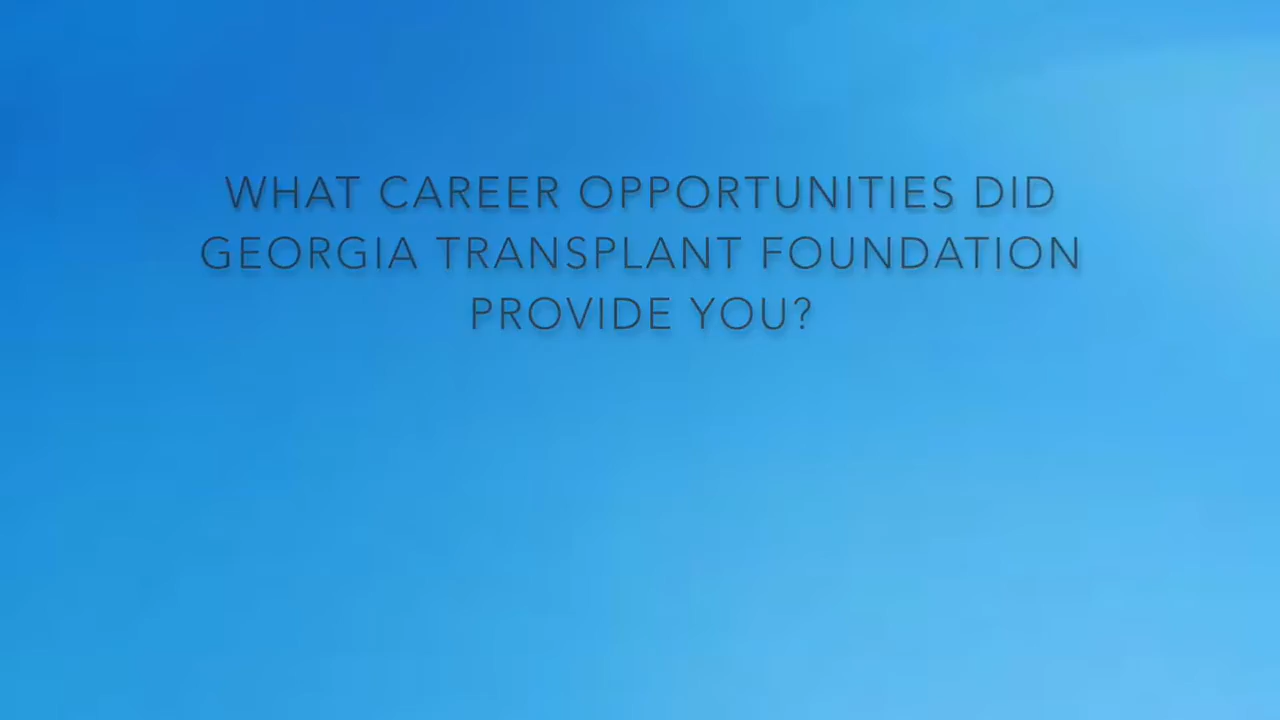 WHAT CAREER OPPORTUNITIES DID
GEORGIA TRANSPLANT FOUNDATION
PROVIDE YOU?